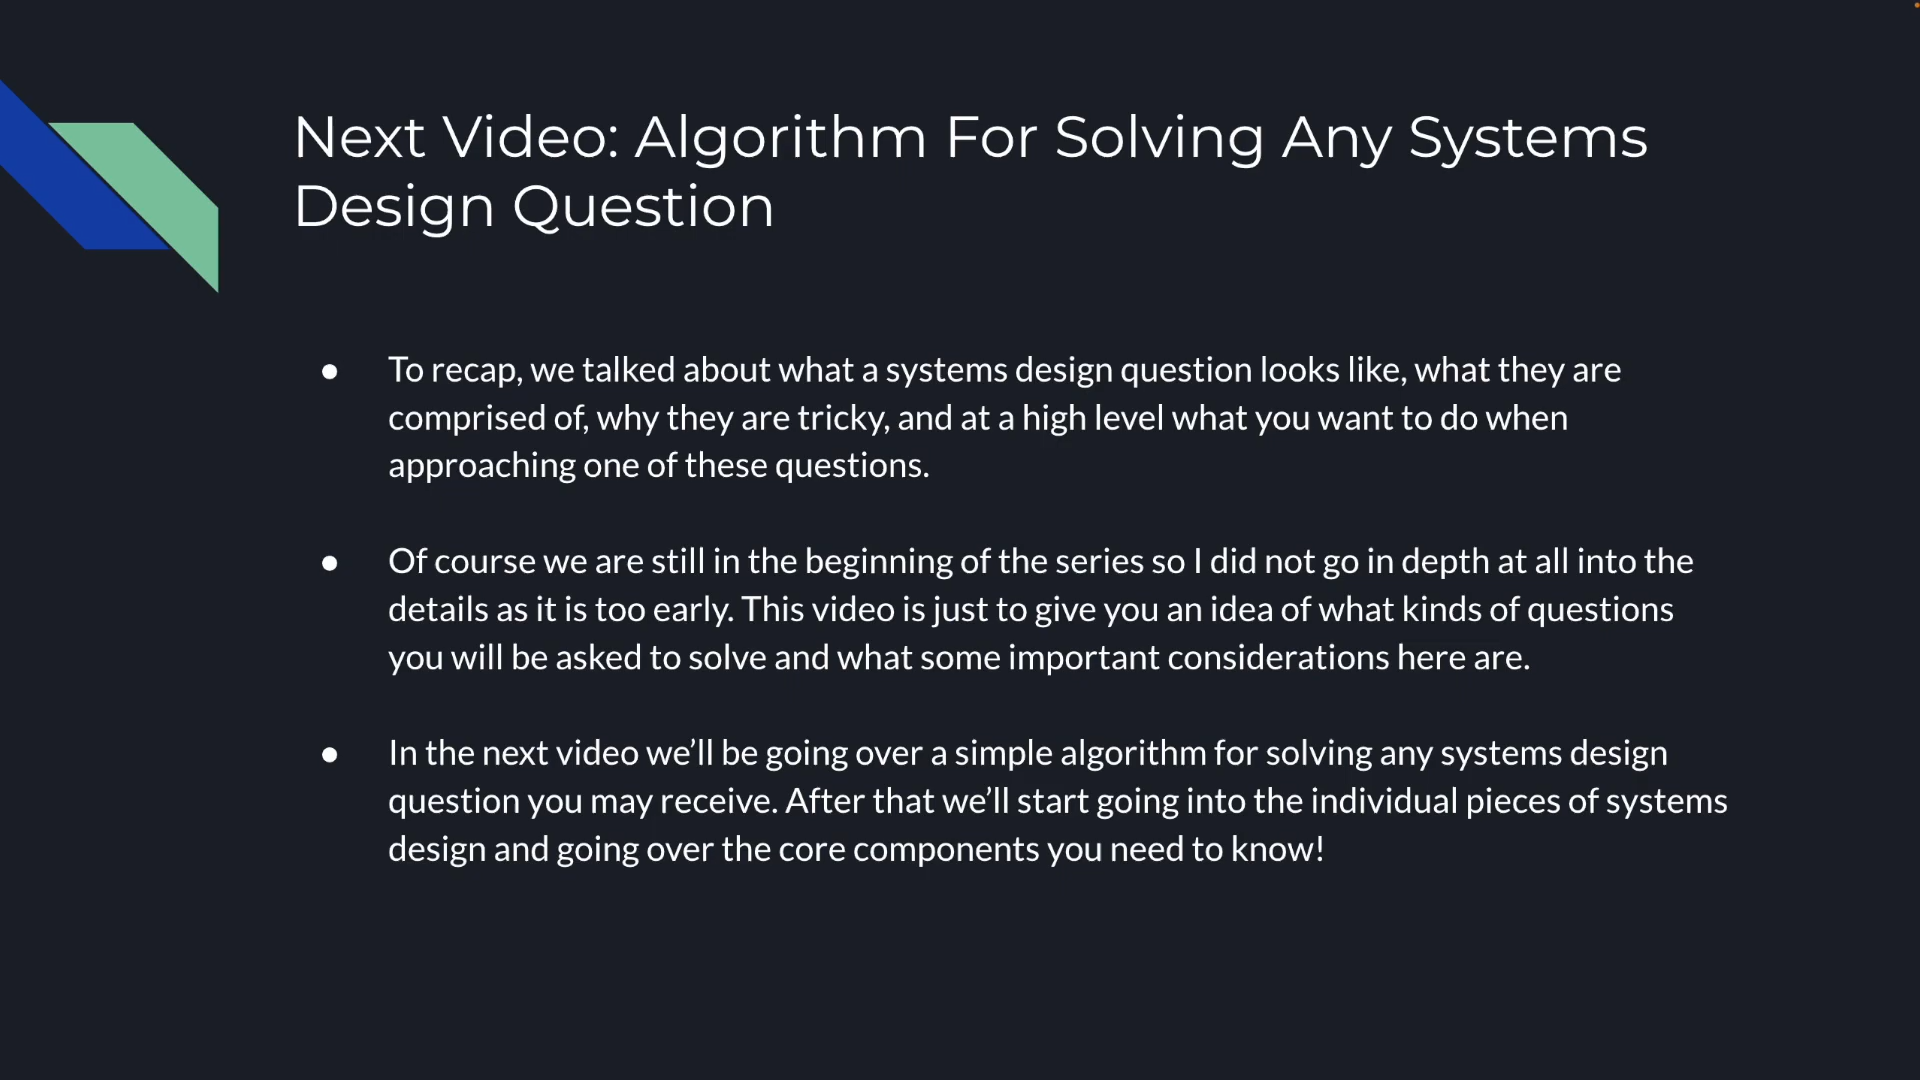 Next Video: Algorithm For Solving Any Systems
Design Question
● To recap, we talked about what a systems design question looks like, what they are
comprised of, why they are tricky, and at a high level what you want to do when
approaching one of these questions.
● Of course we are still in the beginning of the series so I did not go in depth at all into the
details as it is too early. This video is just to give you an idea of what kinds of questions
you will be asked to solve and what some important considerations here are.
● In the next video we’ll be going over a simple algorithm for solving any systems design
question you may receive. After that we’ll start going into the individual pieces of systems
design and going over the core components you need to know!